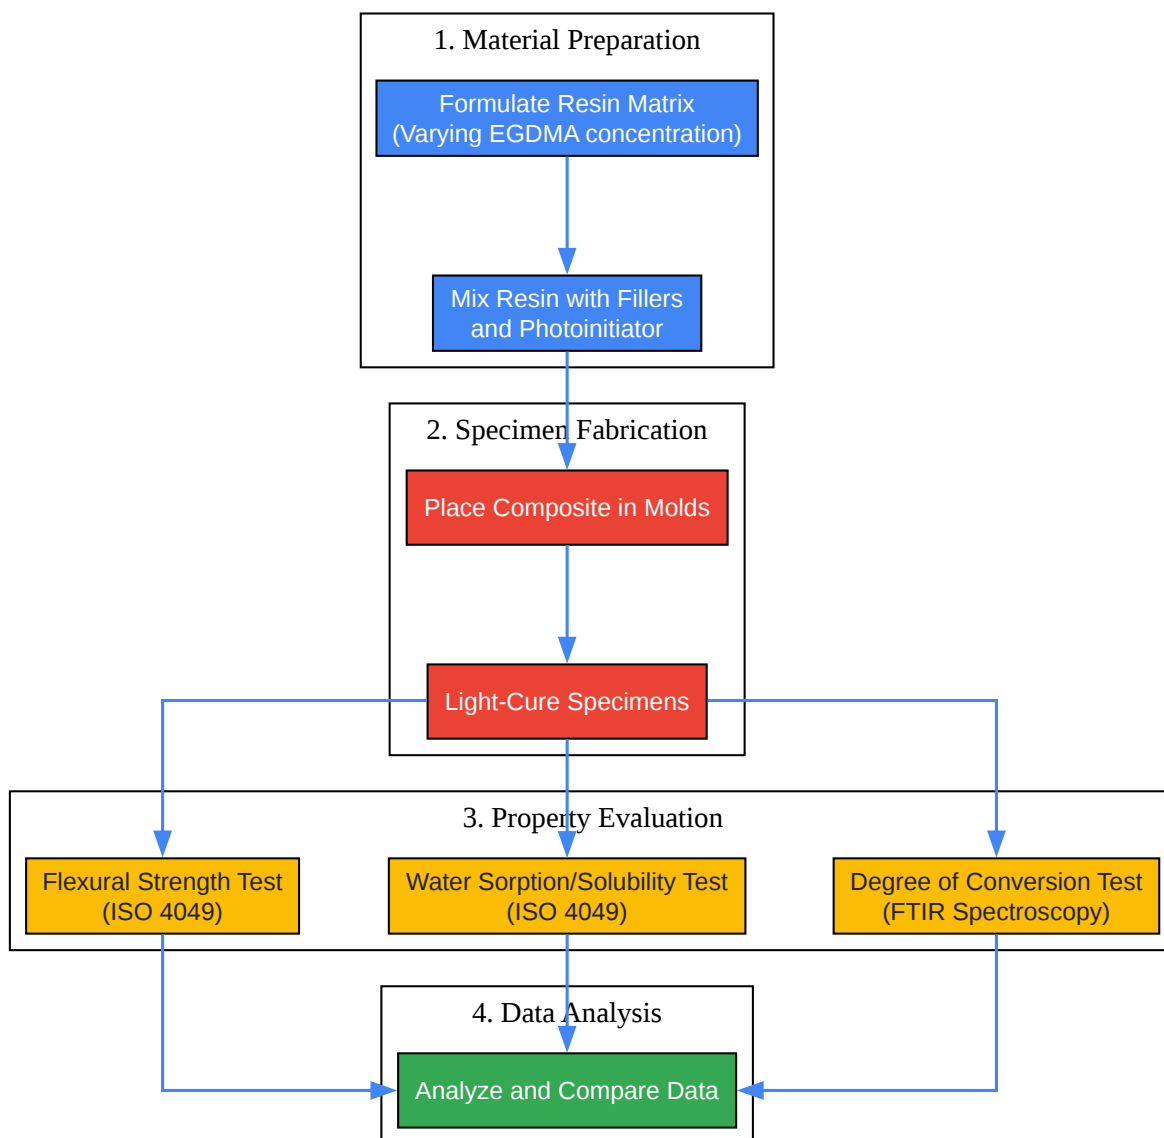 1. Material Preparation
Formulate Resin Matrix
(Varying EGDMA concentration)
Mix Resin with Fillers
and Photoinitiator
2. Specimen Fabrication
Place Composite in Molds
Light-Cure Specimens
3. Property Evaluation
Flexural Strength Test
(ISO 4049)
Water Sorption/Solubility Test
(ISO 4049)
Degree of Conversion Test
(FTIR Spectroscopy)
4. Data Analysis
Analyze and Compare Data